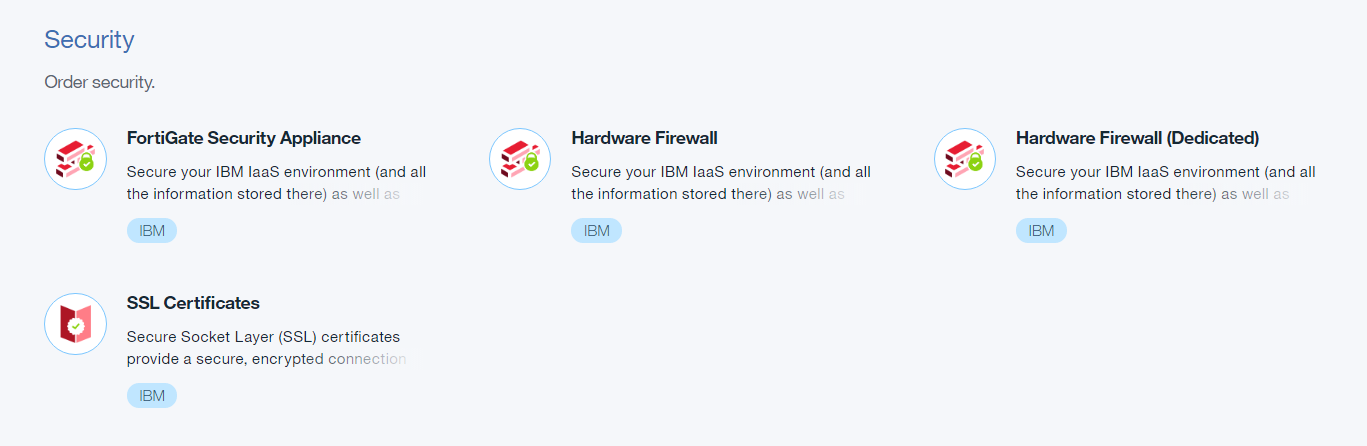 Security
Order security.
FortiGate Security Appliance
Secure your IBM IaaS environment (and all
the information stored there) as well as
IBM
Hardware Firewall
Secure your IBM IaaS environment (and all
the information stored there) as well as
IBM
Hardware Firewall (Dedicated)
Secure your IBM IaaS environment (and all
the information stored there) as well as
IBM
SSL Certificates
Secure Socket Layer (SSL) certificates
provide a secure, encrypted connection
IBM